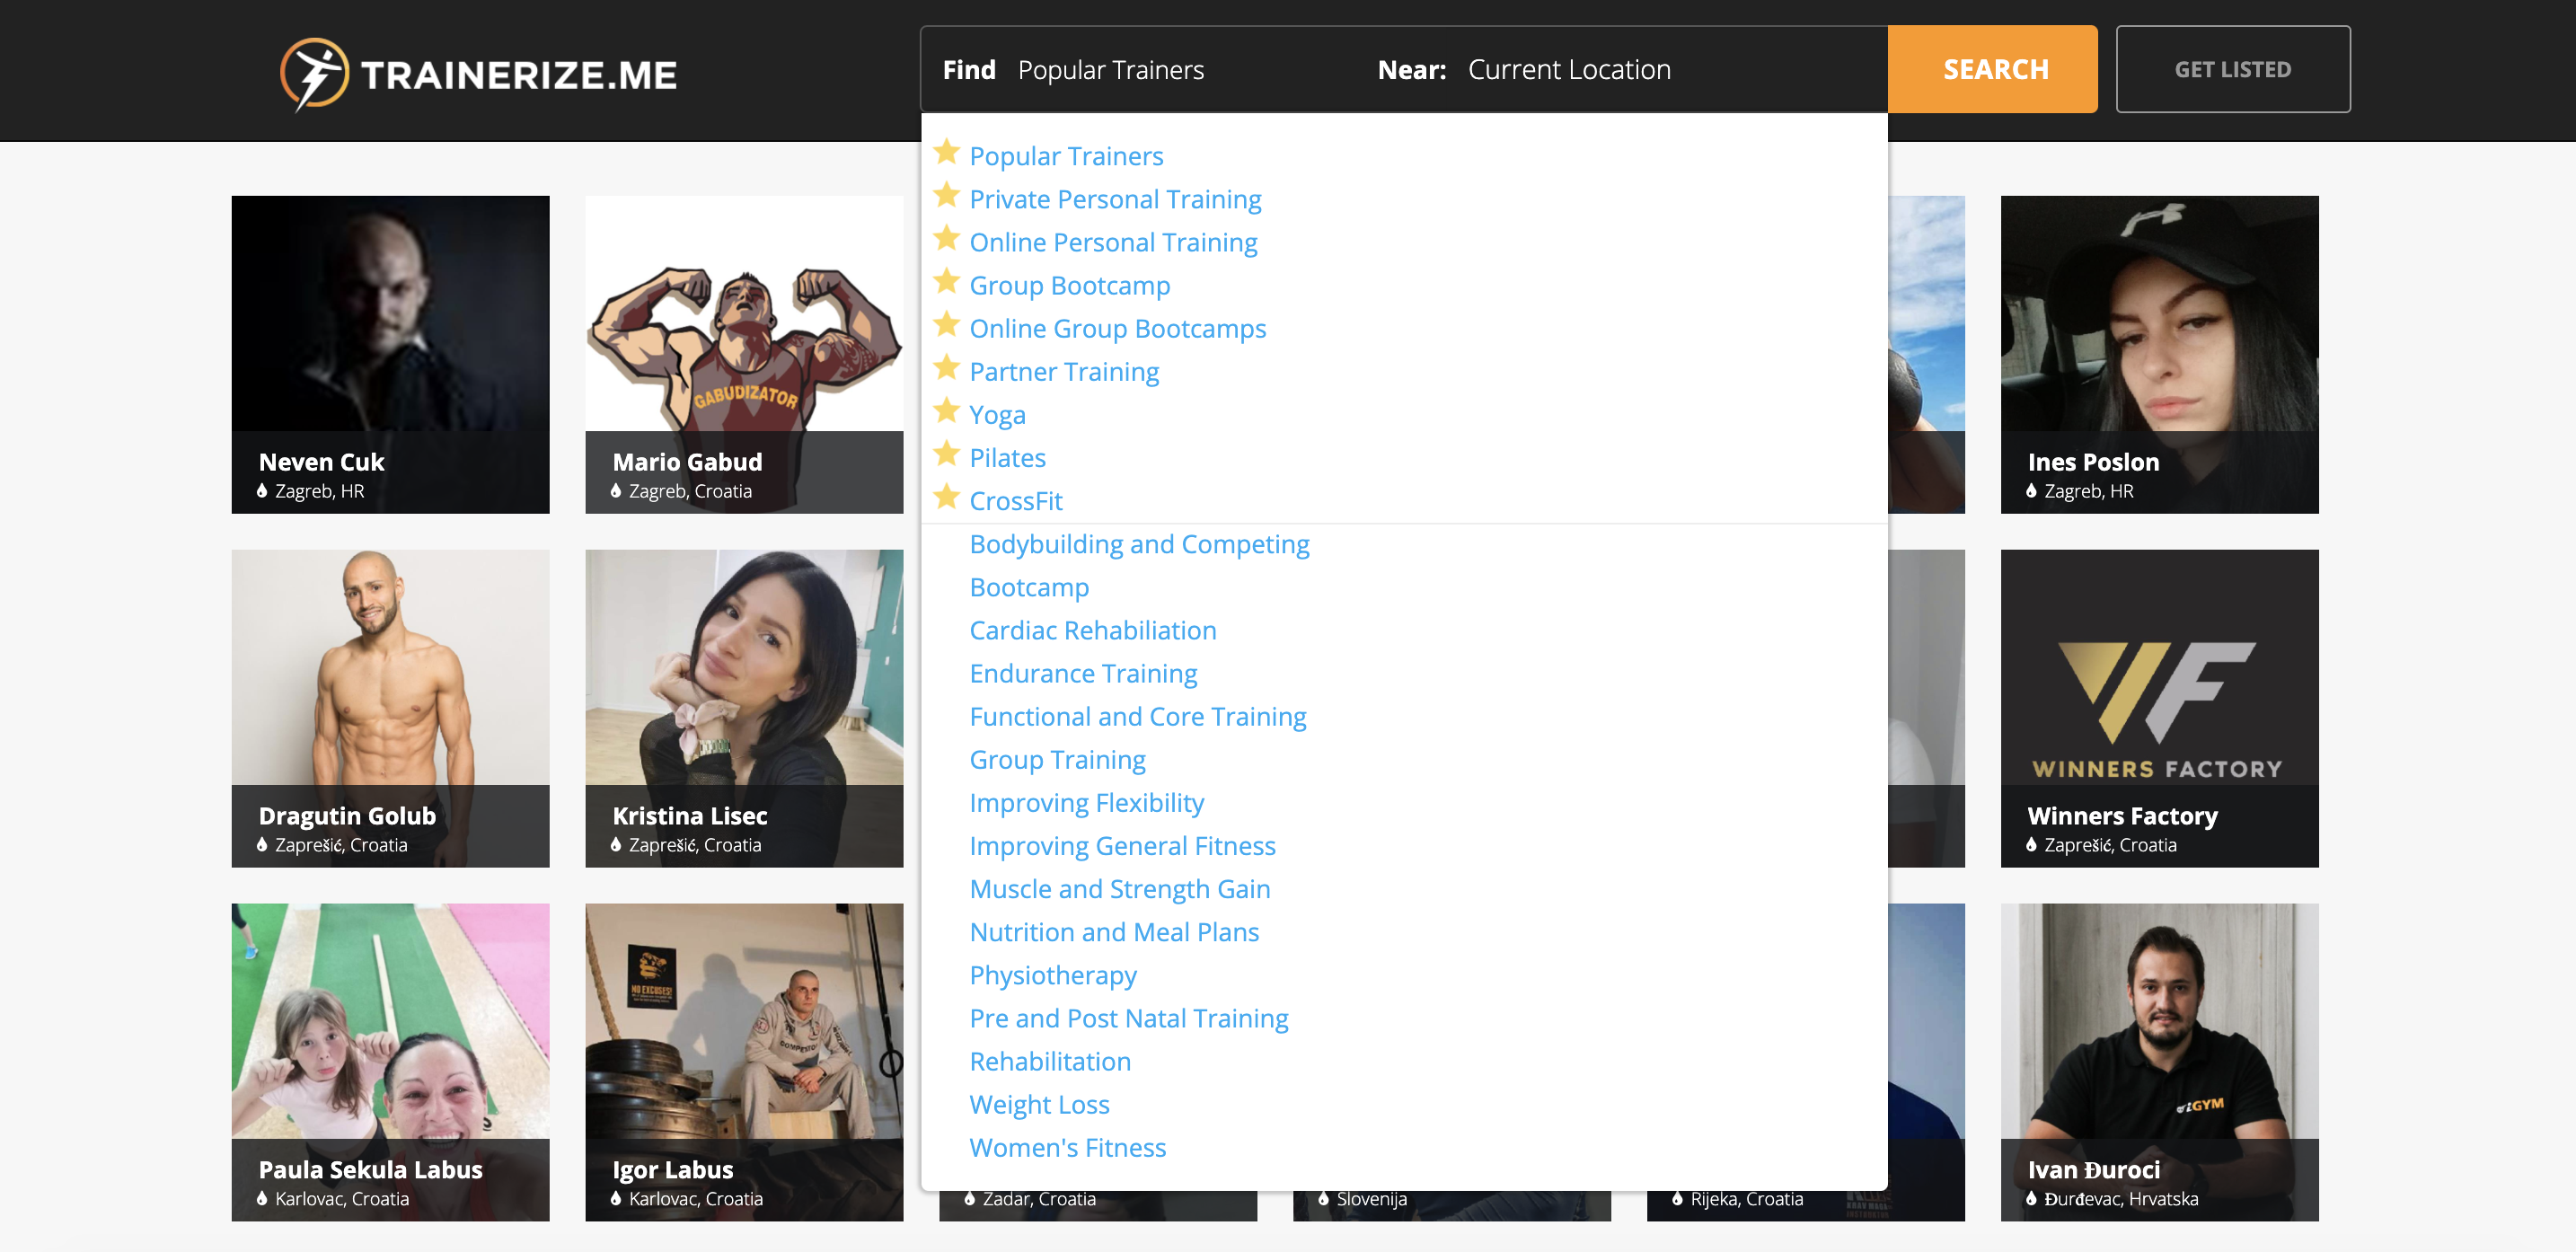 TRAINERIZE.ME
Find Popular Trainers Near: Current Location
SEARCH
GET LISTED
Popular Trainers
Private Personal Training
Online Personal Training
Group Bootcamp
Online Group Bootcamps
Partner Training
Yoga
Pilates
CrossFit
Bodybuilding and Competing
Bootcamp
Cardiac Rehabiliation
Endurance Training
Functional and Core Training
Group Training
Improving Flexibility
Improving General Fitness
Muscle and Strength Gain
Nutrition and Meal Plans
Physiotherapy
Pre and Post Natal Training
Rehabilitation
Weight Loss
Women's Fitness
Neven Cuk
Zagreb, HR
GABUDIZATOR
Mario Gabud
Zagreb, Croatia
Ines Poslon
Zagreb, HR
Dragutin Golub
Zaprešić, Croatia
Kristina Lisec
Zaprešić, Croatia
WINNERS FACTORY
Winners Factory
Zaprešić, Croatia
Paula Sekula Labus
Karlovac, Croatia
NO EXCUSES!
Igor Labus
Karlovac, Croatia
Zadar, Croatia
Slovenija
Rijeka, Croatia
GYM
Ivan Đuroci
Đurđevac, Hrvatska